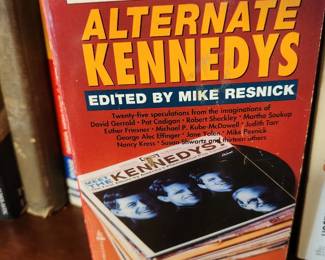 ALTERNATE
KENNEDYS
EDITED BY MIKE RESNICK
Twenty-five speculations from the imaginations of
David Gerrold · Pat Cadigan · Robert Sheckley · Martha Soukup
Esther Friesner · Michael P. Kube-McDowell · Judith Tarr
George Alec Effinger · Jane Yolen · Mike Resnick
Nancy Kress · Susan Shwartz and thirteen others
THE
KENNEDYS!